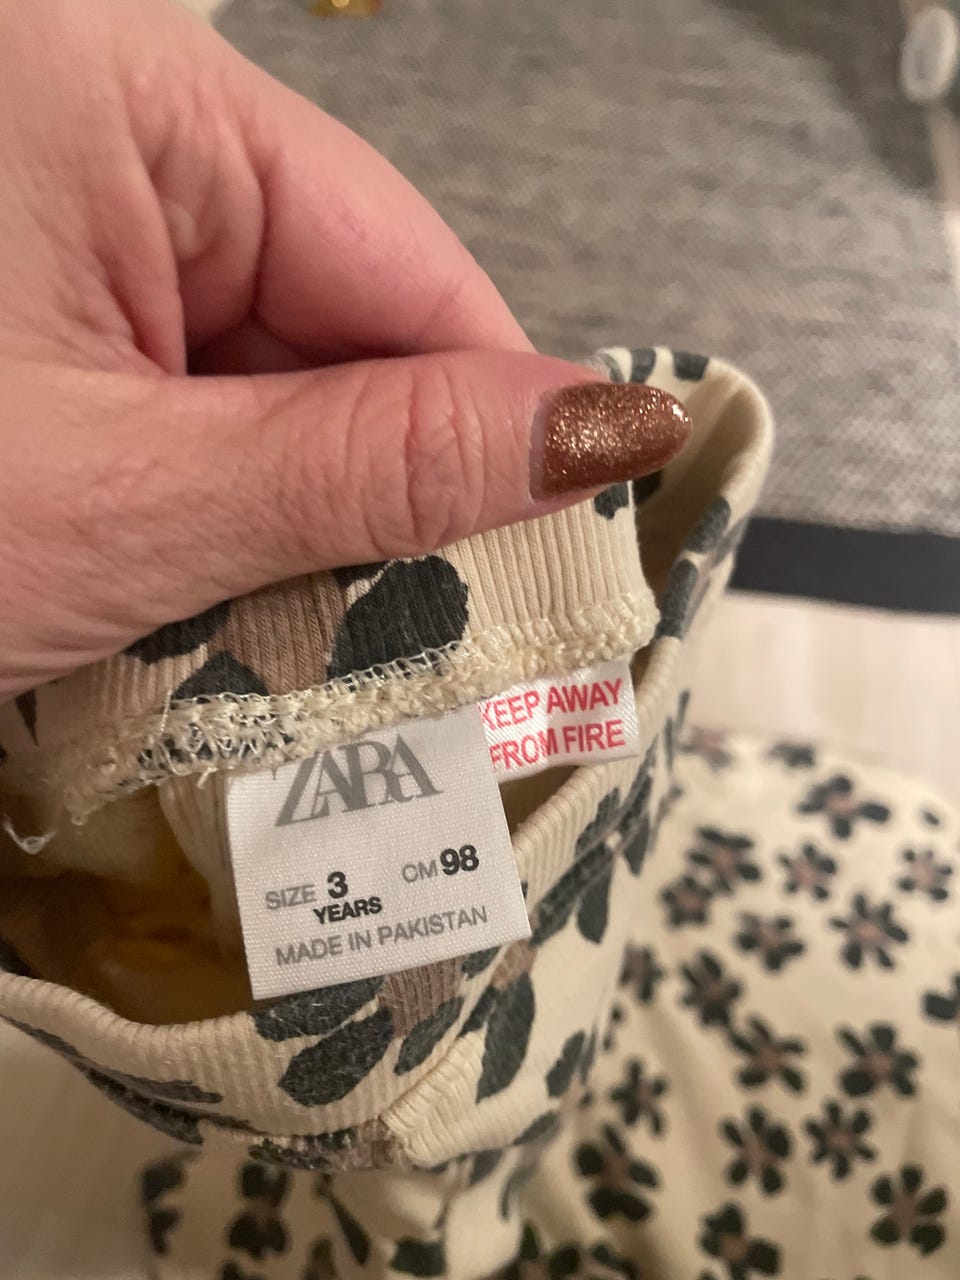 ZARA
SIZE 3 YEARS CM 98
MADE IN PAKISTAN
KEEP AWAY
FROM FIRE